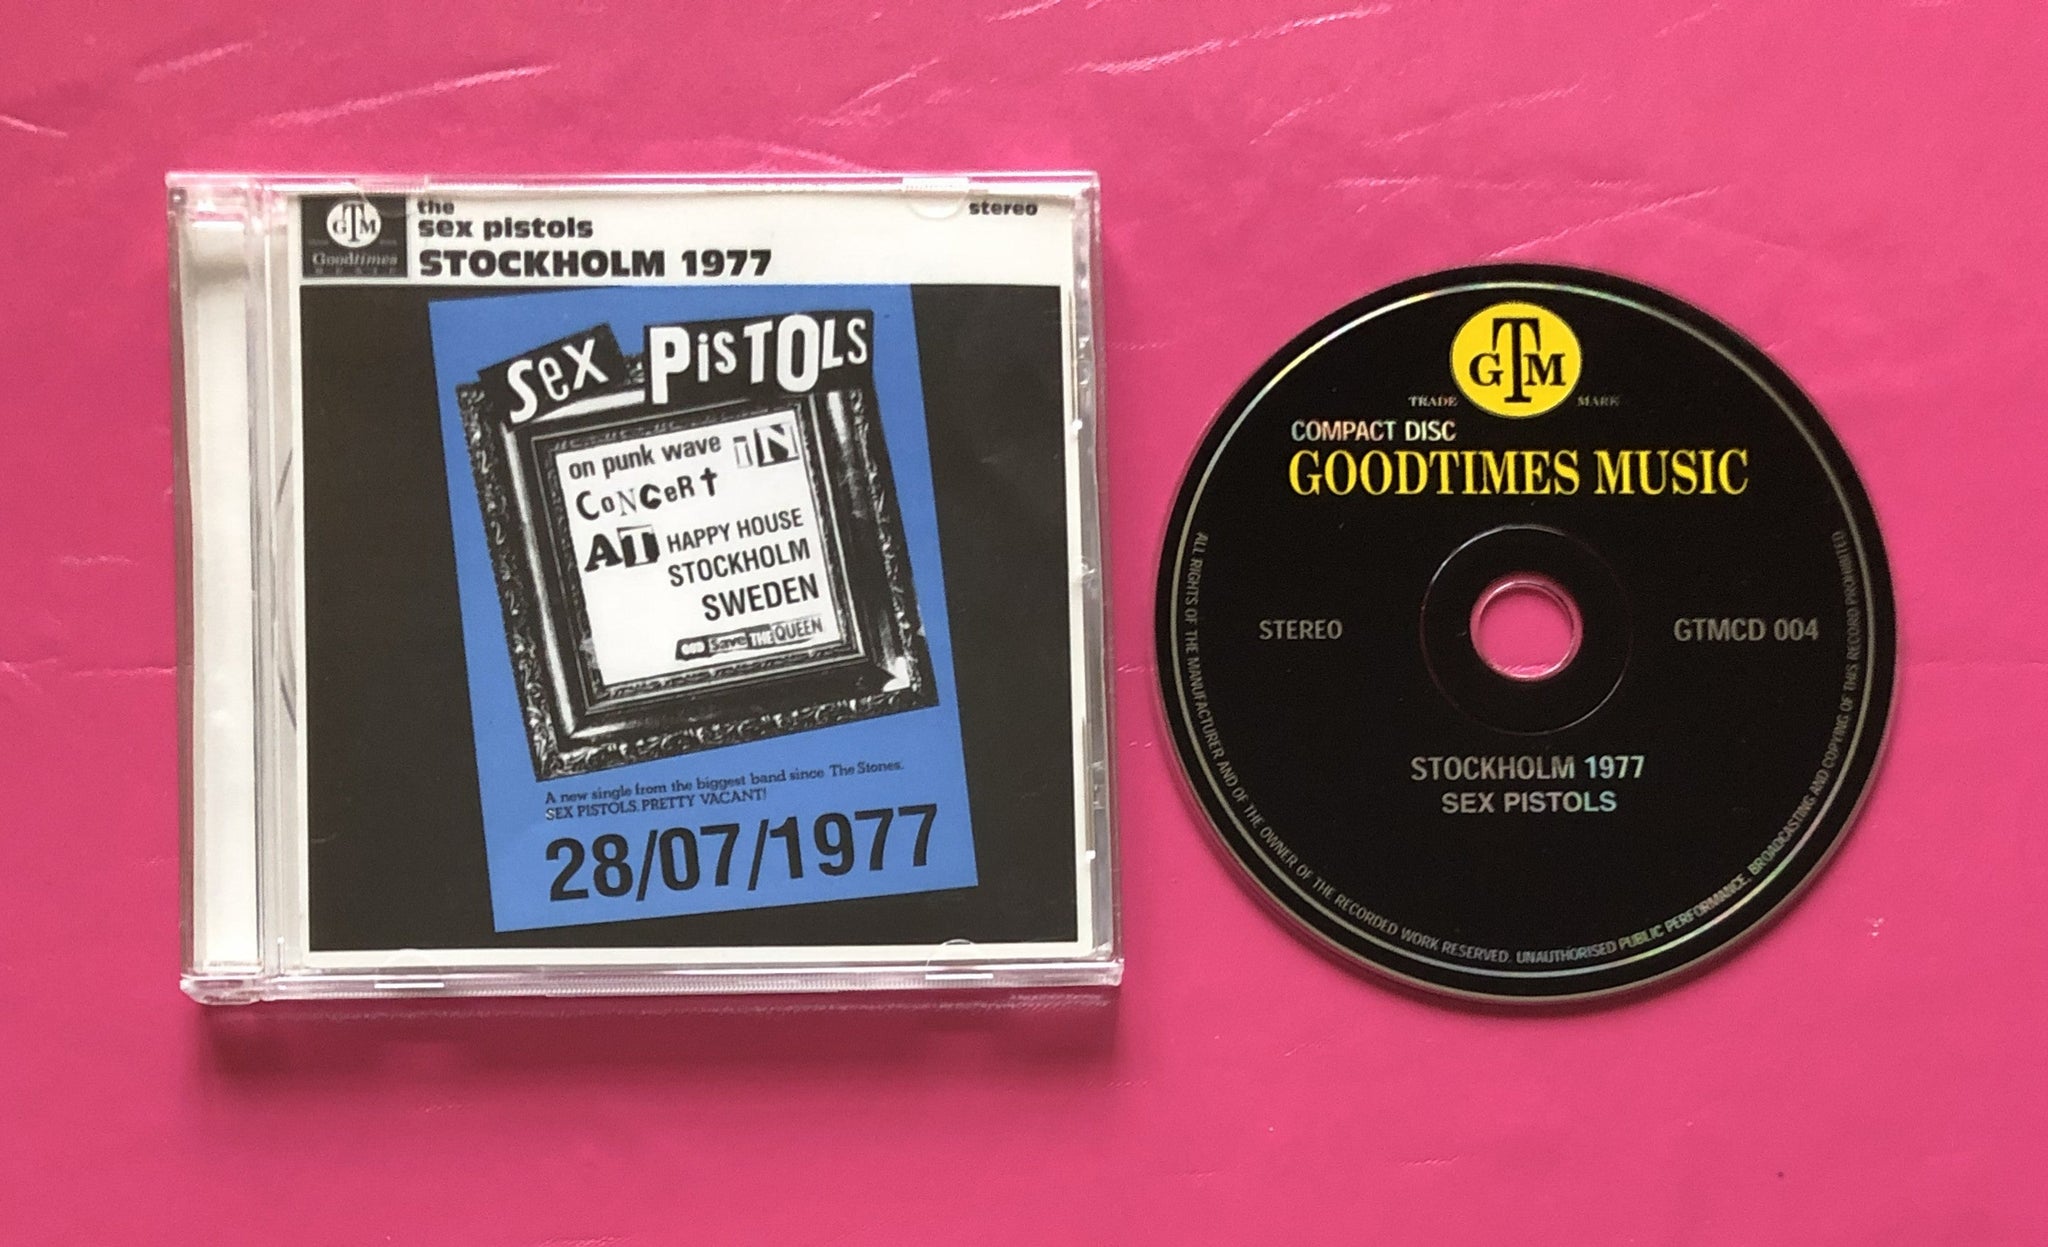 GTM
Goodtimes
MUSIC
the
sex pistols
STOCKHOLM 1977
stereo
Sex PiSTOLS
on punk wave IN
CoNCeRt
AT HAPPY HOUSE
STOCKHOLM
SWEDEN
GOD Save THE QUEEN
A new single from the biggest band since The Stones.
SEX PISTOLS. PRETTY VACANT!
28/07/1977
GTM
TRADE MARK
COMPACT DISC
GOODTIMES MUSIC
STEREO
GTMCD 004
STOCKHOLM 1977
SEX PISTOLS
ALL RIGHTS OF THE MANUFACTURER AND OF THE OWNER OF THE RECORDED WORK RESERVED. UNAUTHORISED PUBLIC PERFORMANCE, BROADCASTING AND COPYING OF THIS RECORD PROHIBITED